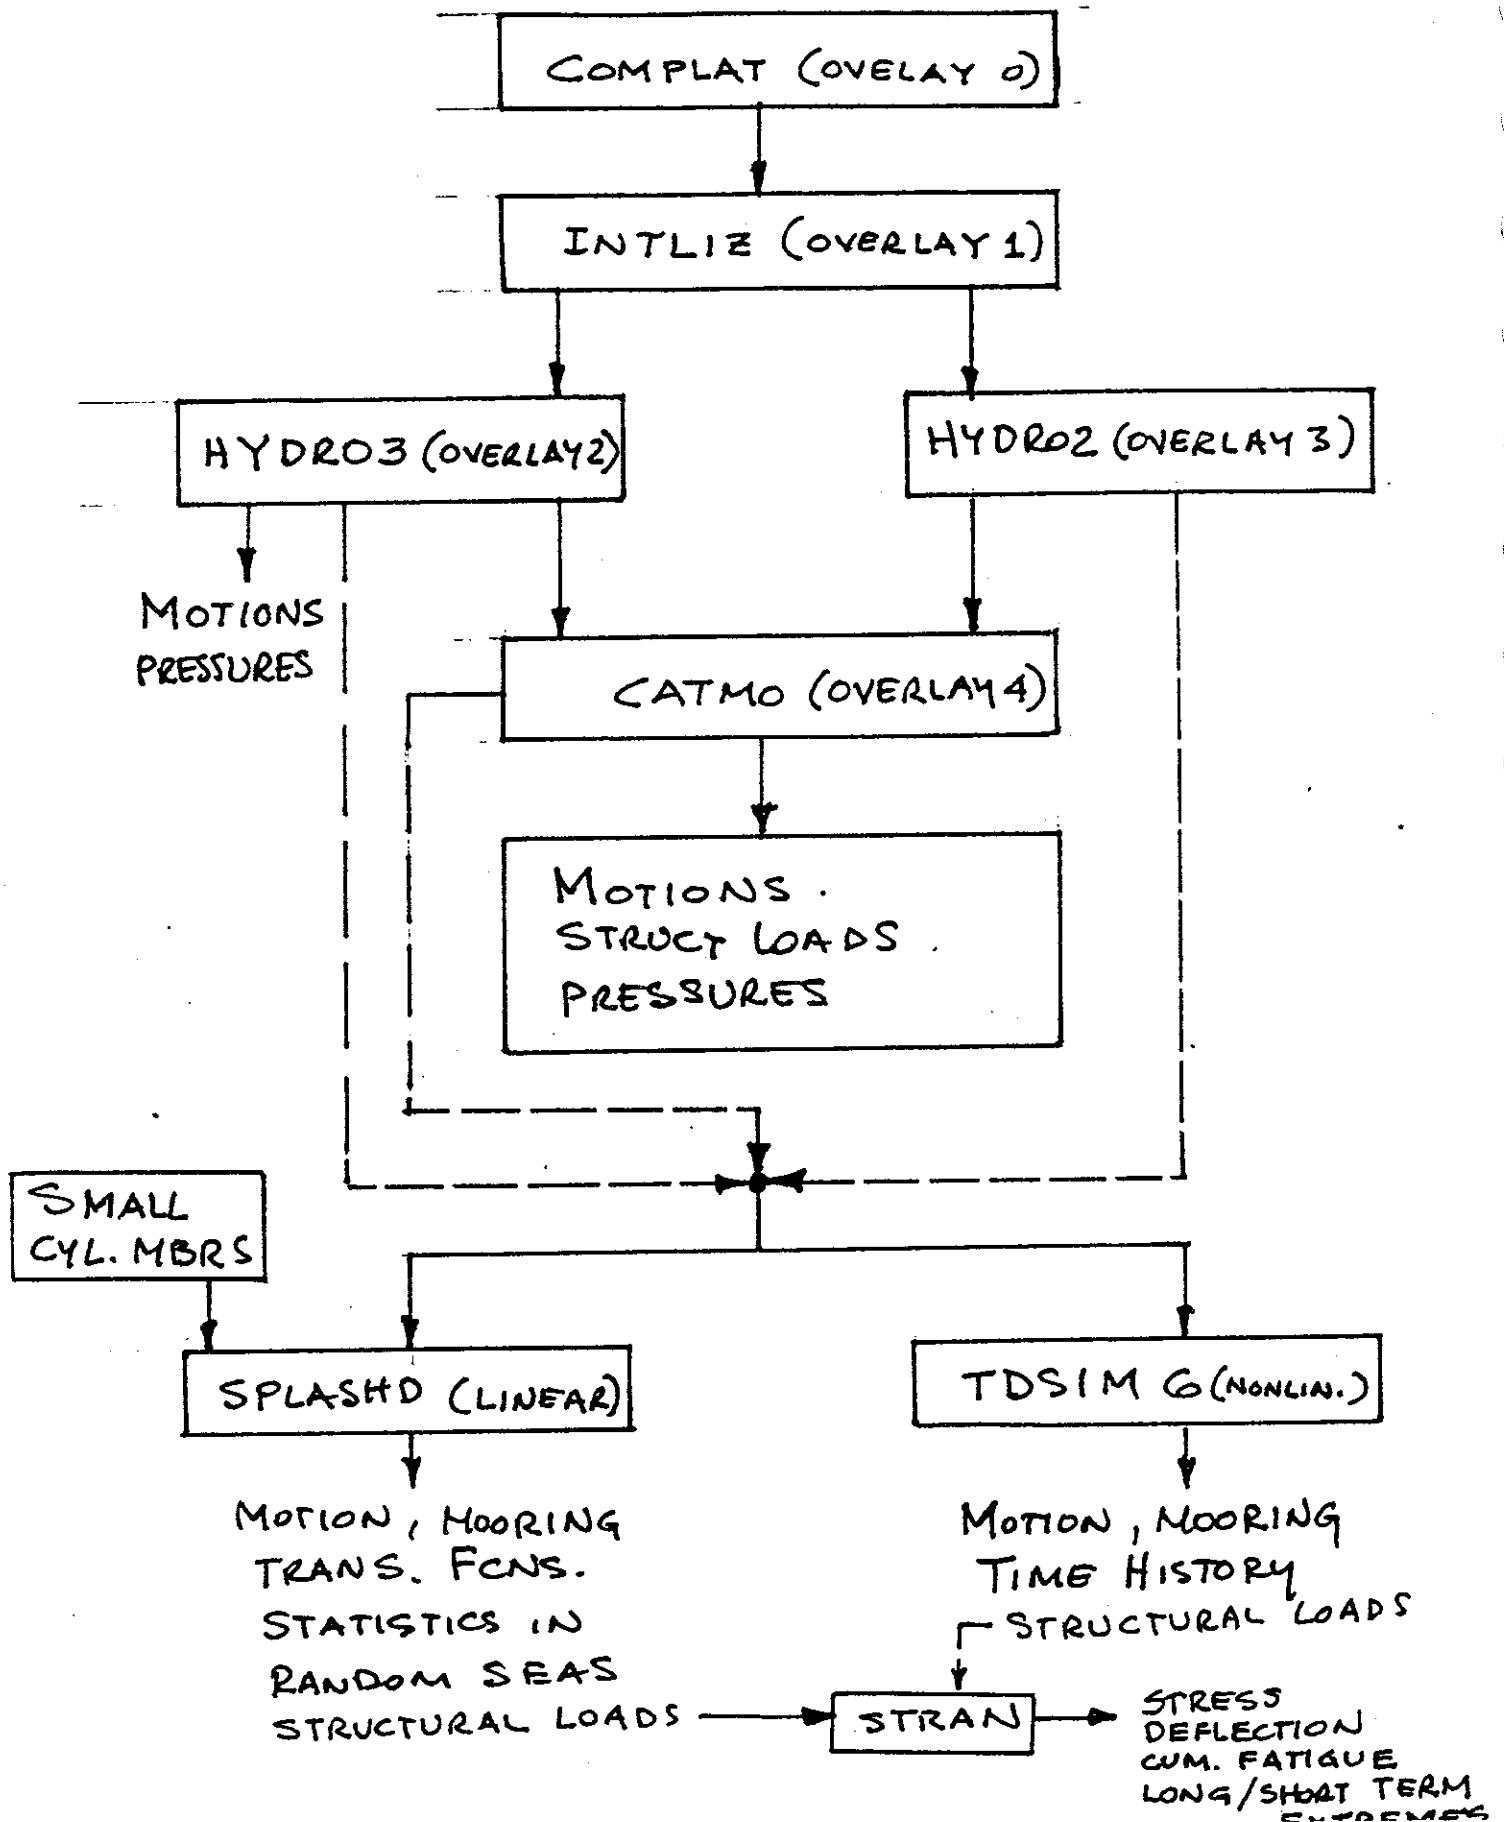 COMPLAT (OVELAY 0)
INTLIZ (OVERLAY 1)
HYDRO3 (OVERLAY 2)
HYDRO2 (OVERLAY 3)
MOTIONS
PRESSURES
CATMO (OVERLAY 4)
MOTIONS
STRUCT LOADS
PRESSURES
SMALL
CYL. MBRS
SPLASHD (LINEAR)
TDSIM 6 (NONLIN.)
MOTION, MOORING
TRANS. FCNS.
STATISTICS IN
RANDOM SEAS
STRUCTURAL LOADS
MOTION, MOORING
TIME HISTORY
STRUCTURAL LOADS
STRAN
STRESS
DEFLECTION
CUM. FATIGUE
LONG/SHORT TERM
EXTREMES